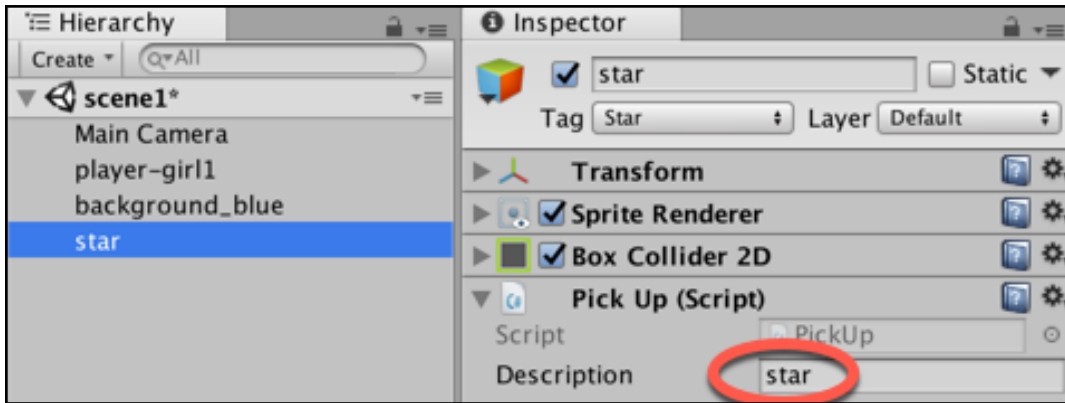 Hierarchy
Create All
scene1*
Main Camera
player-girl1
background_blue
star
Inspector
star Static
Tag Star Layer Default
Transform
Sprite Renderer
Box Collider 2D
Pick Up (Script)
Script PickUp
Description star